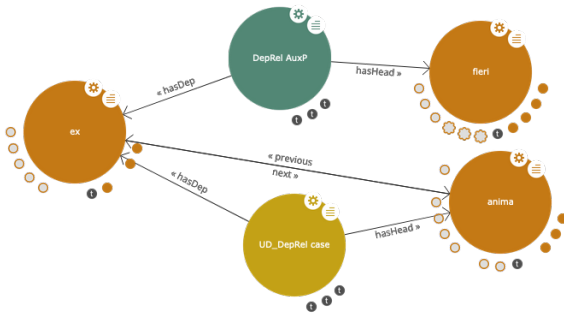 DepRel AuxP
fieri
hasHead »
« hasDep
ex
« previous
next »
« hasDep
anima
hasHead »
UD_DepRel case
t t t
t
t
t
t t t